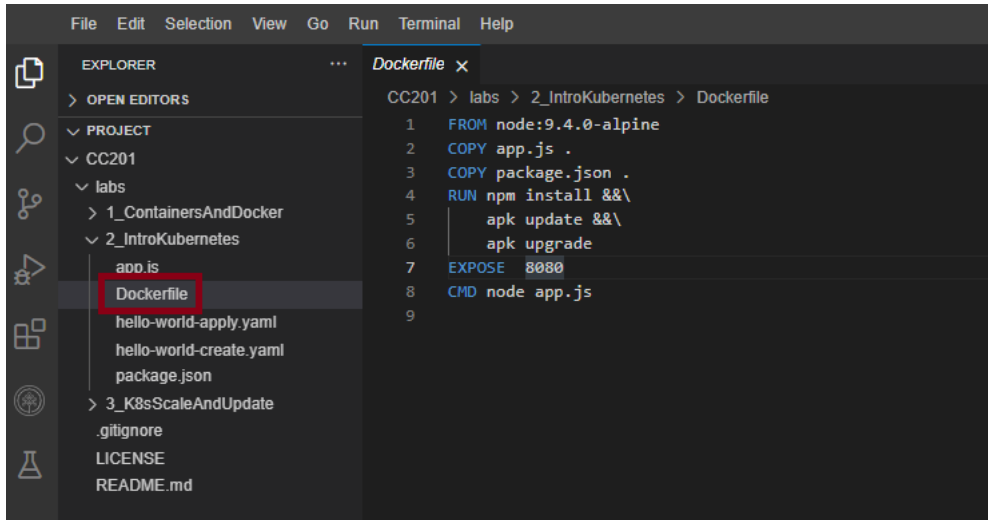 File Edit Selection View Go Run Terminal Help
EXPLORER ···
OPEN EDITORS
PROJECT
CC201
labs
1_ContainersAndDocker
2_IntroKubernetes
app.js
Dockerfile
hello-world-apply.yaml
hello-world-create.yaml
package.json
3_K8sScaleAndUpdate
.gitignore
LICENSE
README.md
Dockerfile ×
CC201 > labs > 2_IntroKubernetes > Dockerfile
1 FROM node:9.4.0-alpine
2 COPY app.js .
3 COPY package.json .
4 RUN npm install &&\
5 apk update &&\
6 apk upgrade
7 EXPOSE 8080
8 CMD node app.js
9